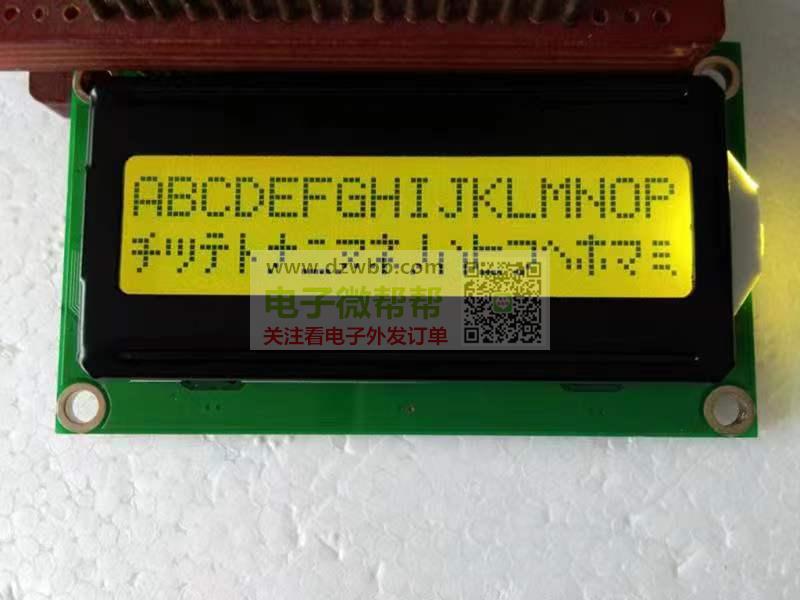 ABCDEFGHIJKLMNOP
チツテトナニヌネノハヒフヘホマミ
www.dzwbb.com
电子微帮帮
关注看电子外发订单